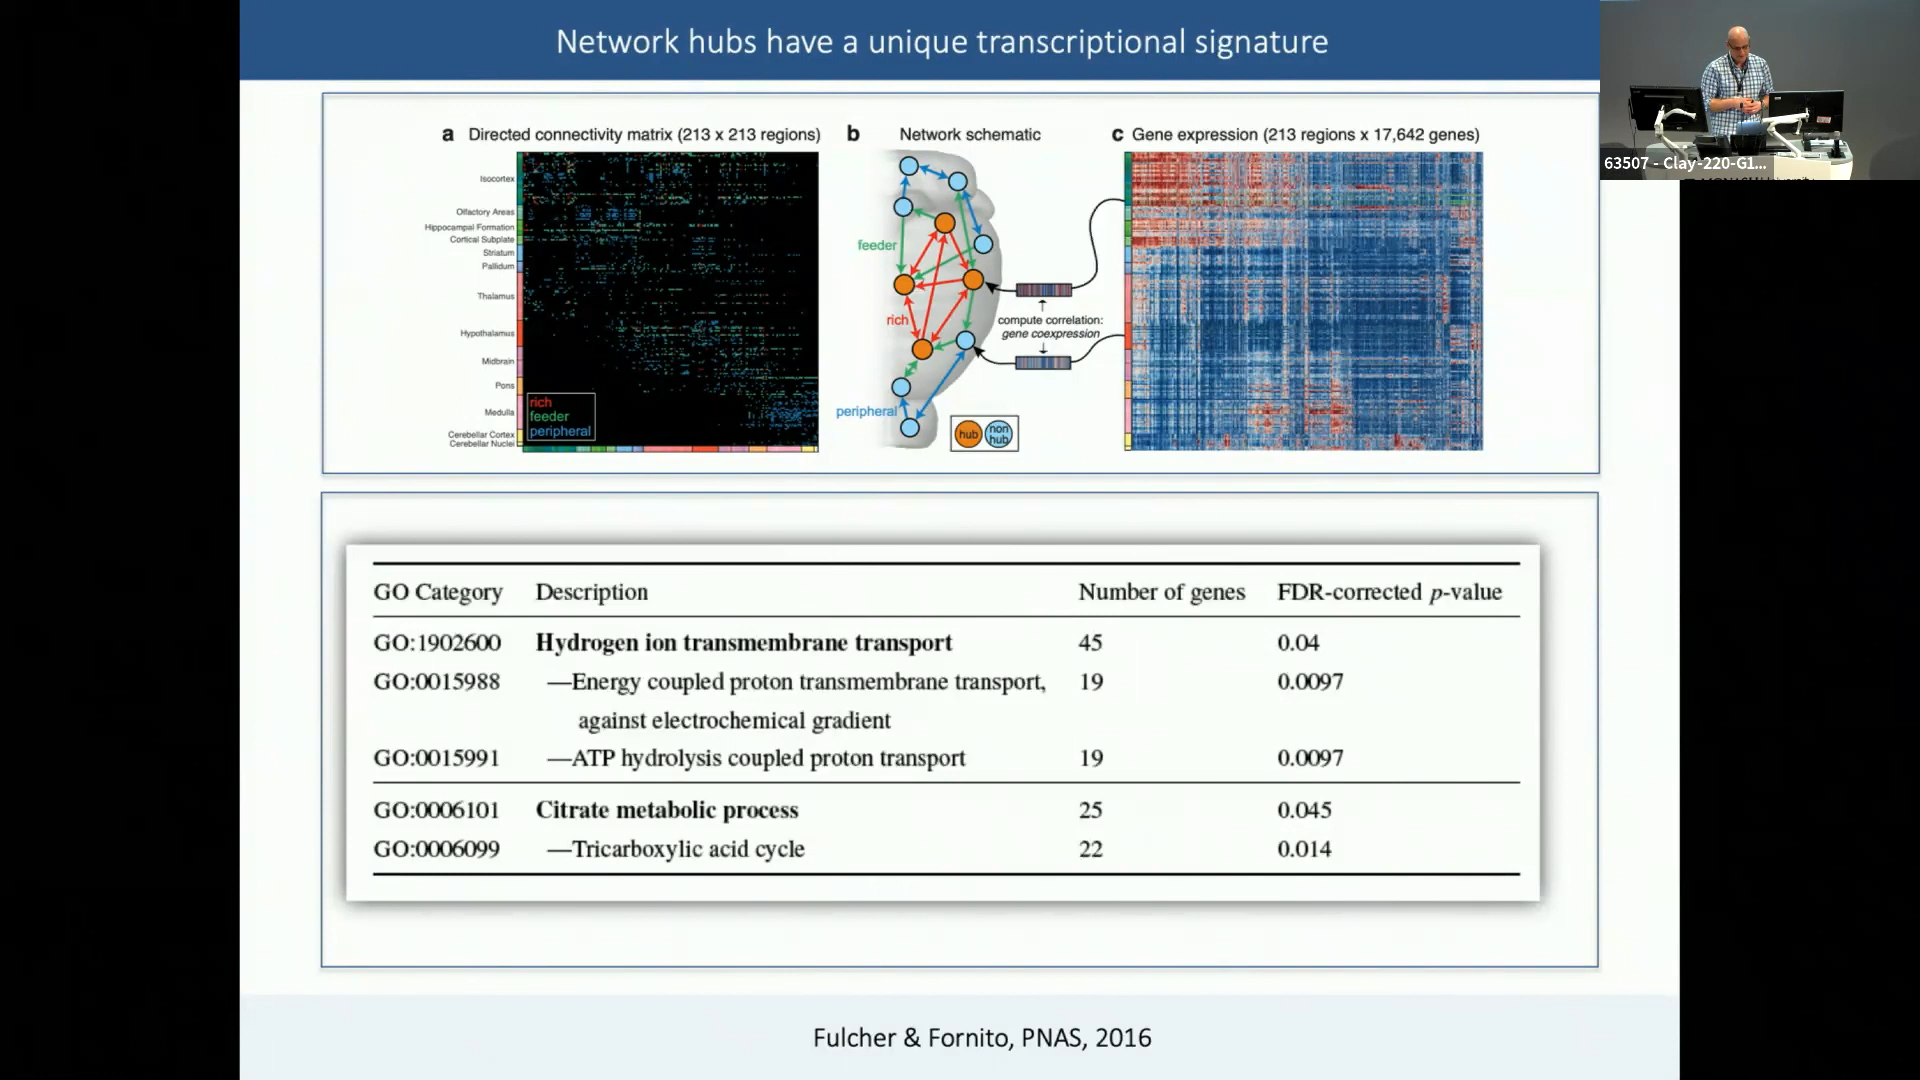 Network hubs have a unique transcriptional signature
63507 - Clay-220-G1...
a Directed connectivity matrix (213 x 213 regions)
Isocortex
Olfactory Areas
Hippocampal Formation
Cortical Subplate
Striatum
Pallidum
Thalamus
Hypothalamus
Midbrain
Pons
Medulla
Cerebellar Cortex
Cerebellar Nuclei
rich
feeder
peripheral
b Network schematic
feeder
rich
peripheral
hub
non
hub
compute correlation:
gene coexpression
c Gene expression (213 regions x 17,642 genes)
GO Category Description Number of genes FDR-corrected p-value
GO:1902600 Hydrogen ion transmembrane transport 45 0.04
GO:0015988 —Energy coupled proton transmembrane transport, 19 0.0097
against electrochemical gradient
GO:0015991 —ATP hydrolysis coupled proton transport 19 0.0097
GO:0006101 Citrate metabolic process 25 0.045
GO:0006099 —Tricarboxylic acid cycle 22 0.014
Fulcher & Fornito, PNAS, 2016